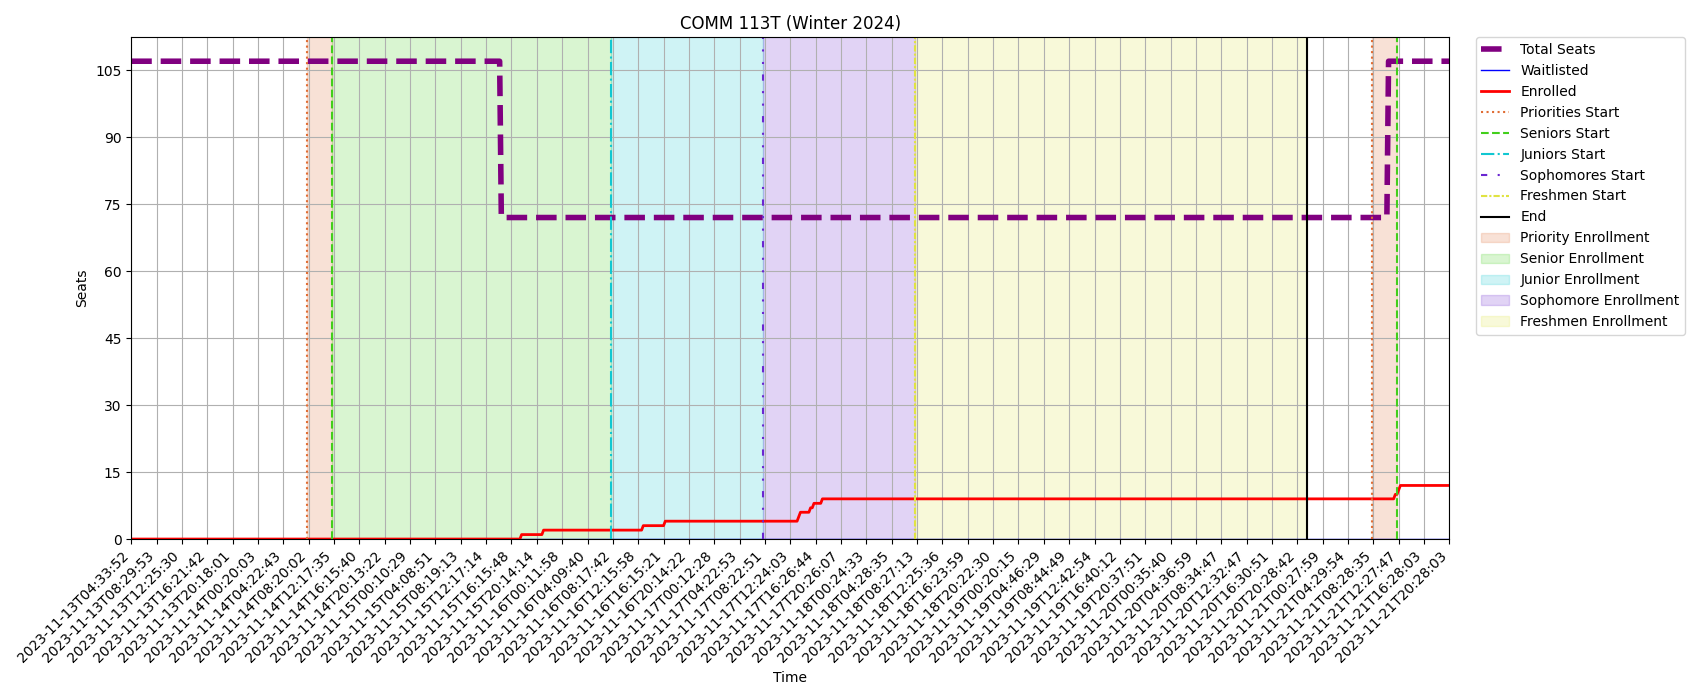 COMM 113T (Winter 2024)
Seats
105
90
75
60
45
30
15
0
2023-11-13T04:33:52
2023-11-13T08:29:53
2023-11-13T12:25:30
2023-11-13T16:21:42
2023-11-13T20:18:01
2023-11-14T00:20:03
2023-11-14T04:22:43
2023-11-14T08:20:02
2023-11-14T12:17:35
2023-11-14T16:15:40
2023-11-14T20:13:22
2023-11-15T00:10:29
2023-11-15T04:08:51
2023-11-15T08:19:13
2023-11-15T12:17:14
2023-11-15T16:15:48
2023-11-15T20:14:14
2023-11-16T00:11:58
2023-11-16T04:09:40
2023-11-16T08:17:42
2023-11-16T12:15:58
2023-11-16T16:15:21
2023-11-16T20:14:22
2023-11-17T00:12:28
2023-11-17T04:22:53
2023-11-17T08:22:51
2023-11-17T12:24:03
2023-11-17T16:26:44
2023-11-17T20:26:07
2023-11-18T00:24:33
2023-11-18T04:28:35
2023-11-18T08:27:13
2023-11-18T12:25:36
2023-11-18T16:23:59
2023-11-18T20:22:30
2023-11-19T00:20:15
2023-11-19T04:46:29
2023-11-19T08:44:49
2023-11-19T12:42:54
2023-11-19T16:40:12
2023-11-19T20:37:51
2023-11-20T00:35:40
2023-11-20T04:36:59
2023-11-20T08:34:47
2023-11-20T12:32:47
2023-11-20T16:30:51
2023-11-20T20:28:42
2023-11-21T00:27:59
2023-11-21T04:29:54
2023-11-21T08:28:35
2023-11-21T12:27:47
2023-11-21T16:28:03
2023-11-21T20:28:03
Time
Total Seats
Waitlisted
Enrolled
Priorities Start
Seniors Start
Juniors Start
Sophomores Start
Freshmen Start
End
Priority Enrollment
Senior Enrollment
Junior Enrollment
Sophomore Enrollment
Freshmen Enrollment